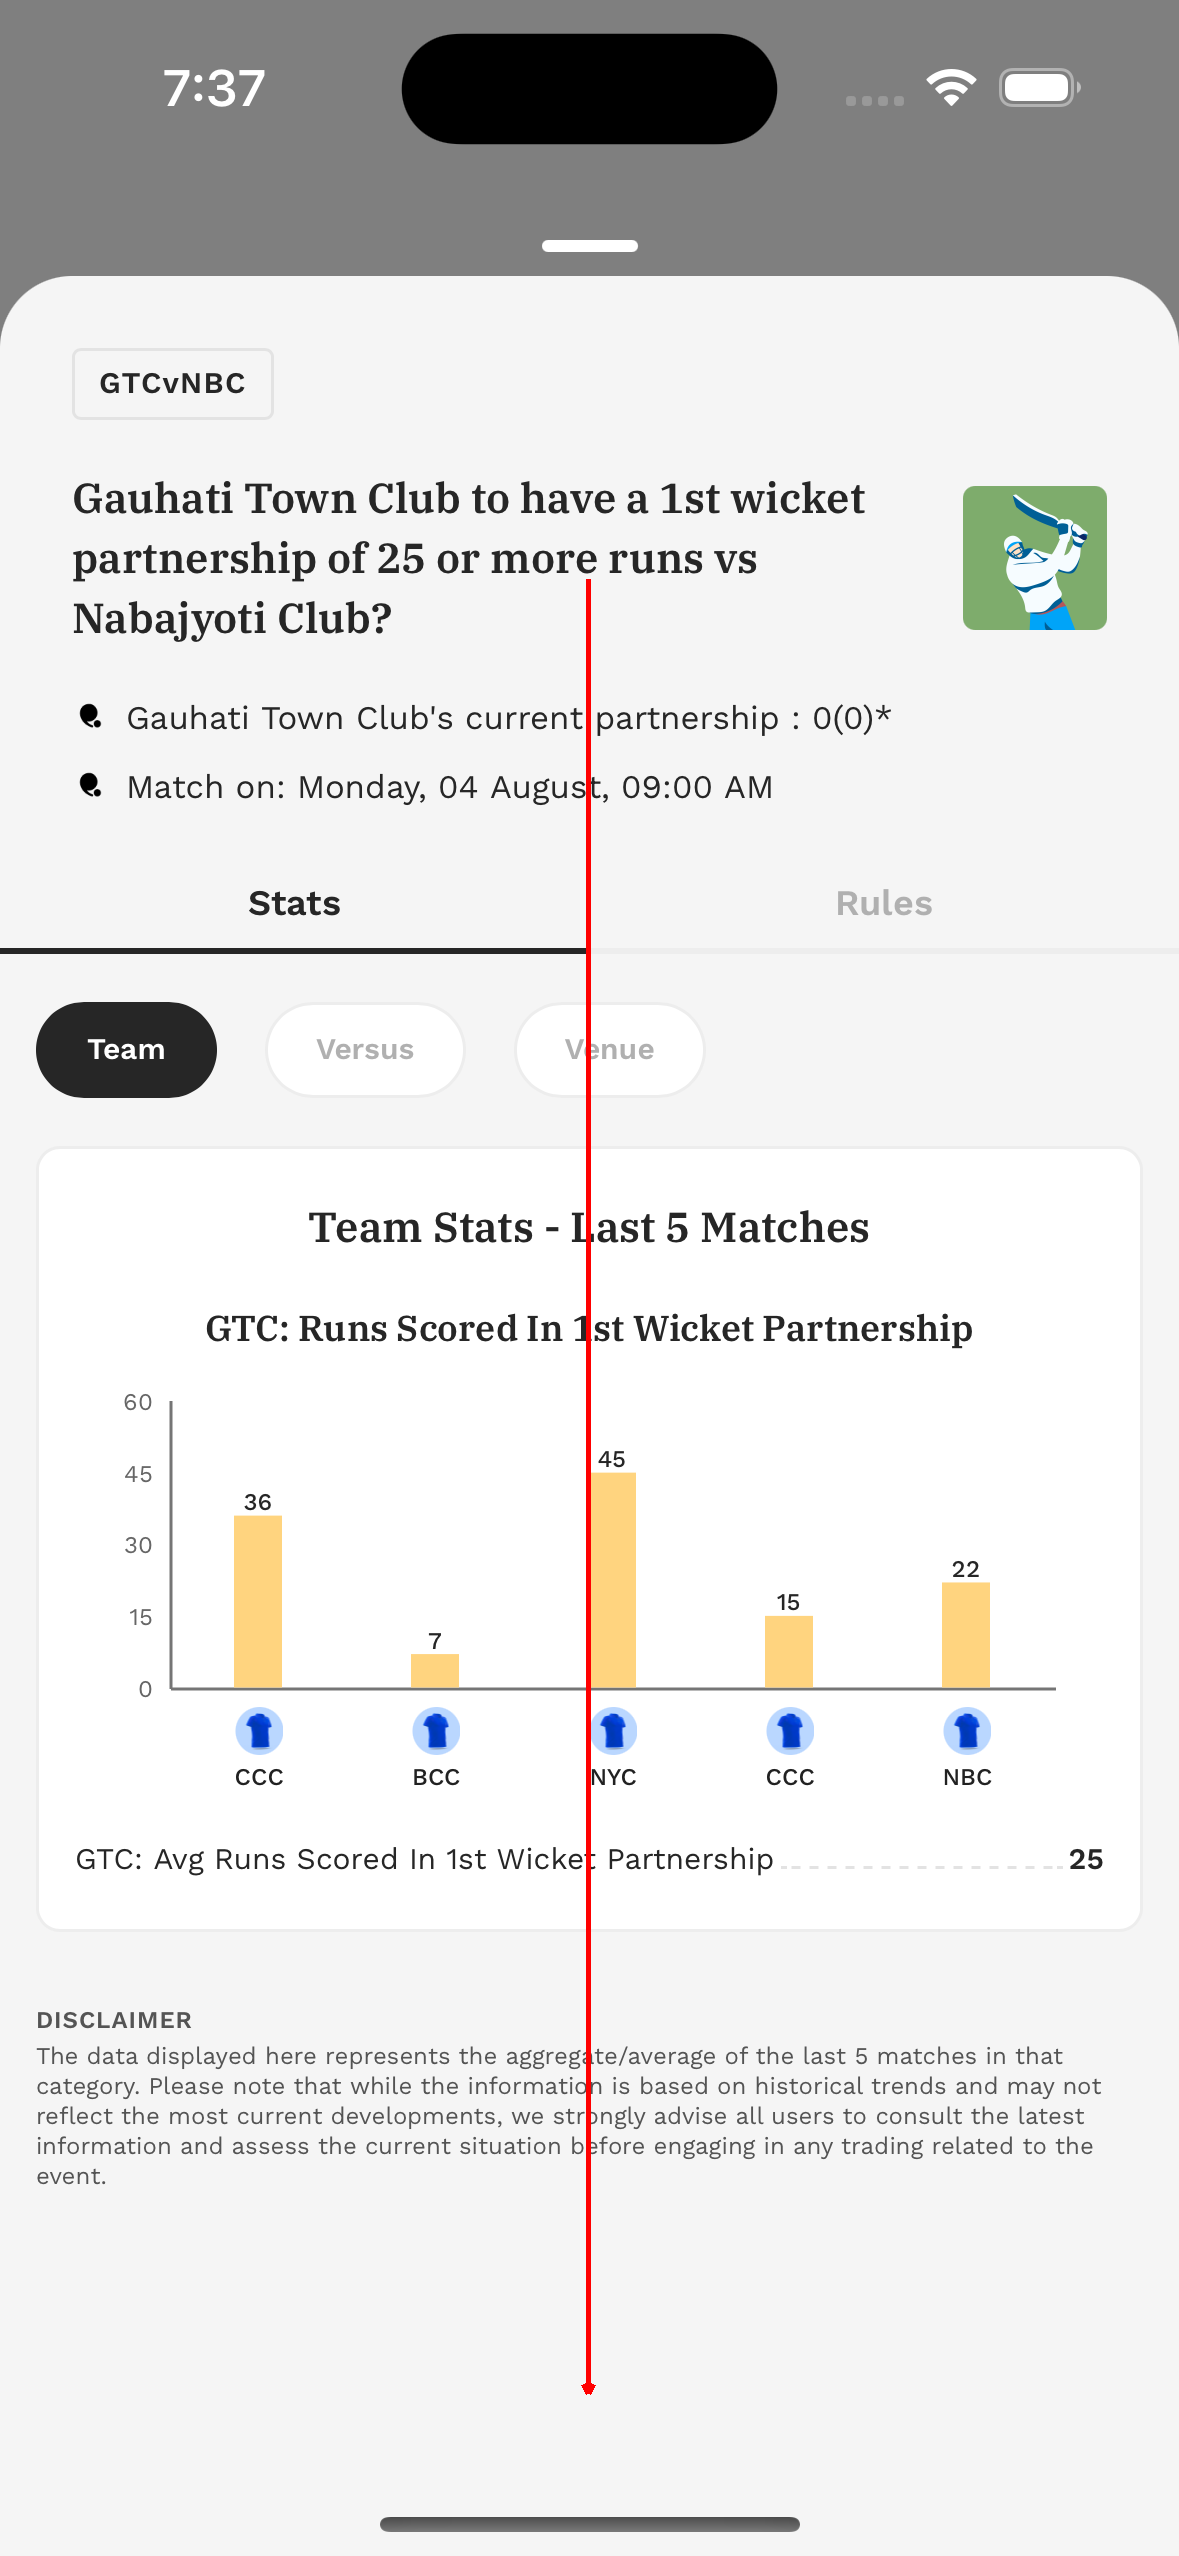 7:37
GTCvNBC
Gauhati Town Club to have a 1st wicket
partnership of 25 or more runs vs
Nabajyoti Club?
Gauhati Town Club's current partnership : 0(0)*
Match on: Monday, 04 August, 09:00 AM
Stats Rules
Team Versus Venue
Team Stats - Last 5 Matches
GTC: Runs Scored In 1st Wicket Partnership
60
45
30
15
0
36 7 45 15 22
CCC BCC NYC CCC NBC
GTC: Avg Runs Scored In 1st Wicket Partnership 25
DISCLAIMER
The data displayed here represents the aggregate/average of the last 5 matches in that
category. Please note that while the information is based on historical trends and may not
reflect the most current developments, we strongly advise all users to consult the latest
information and assess the current situation before engaging in any trading related to the
event.